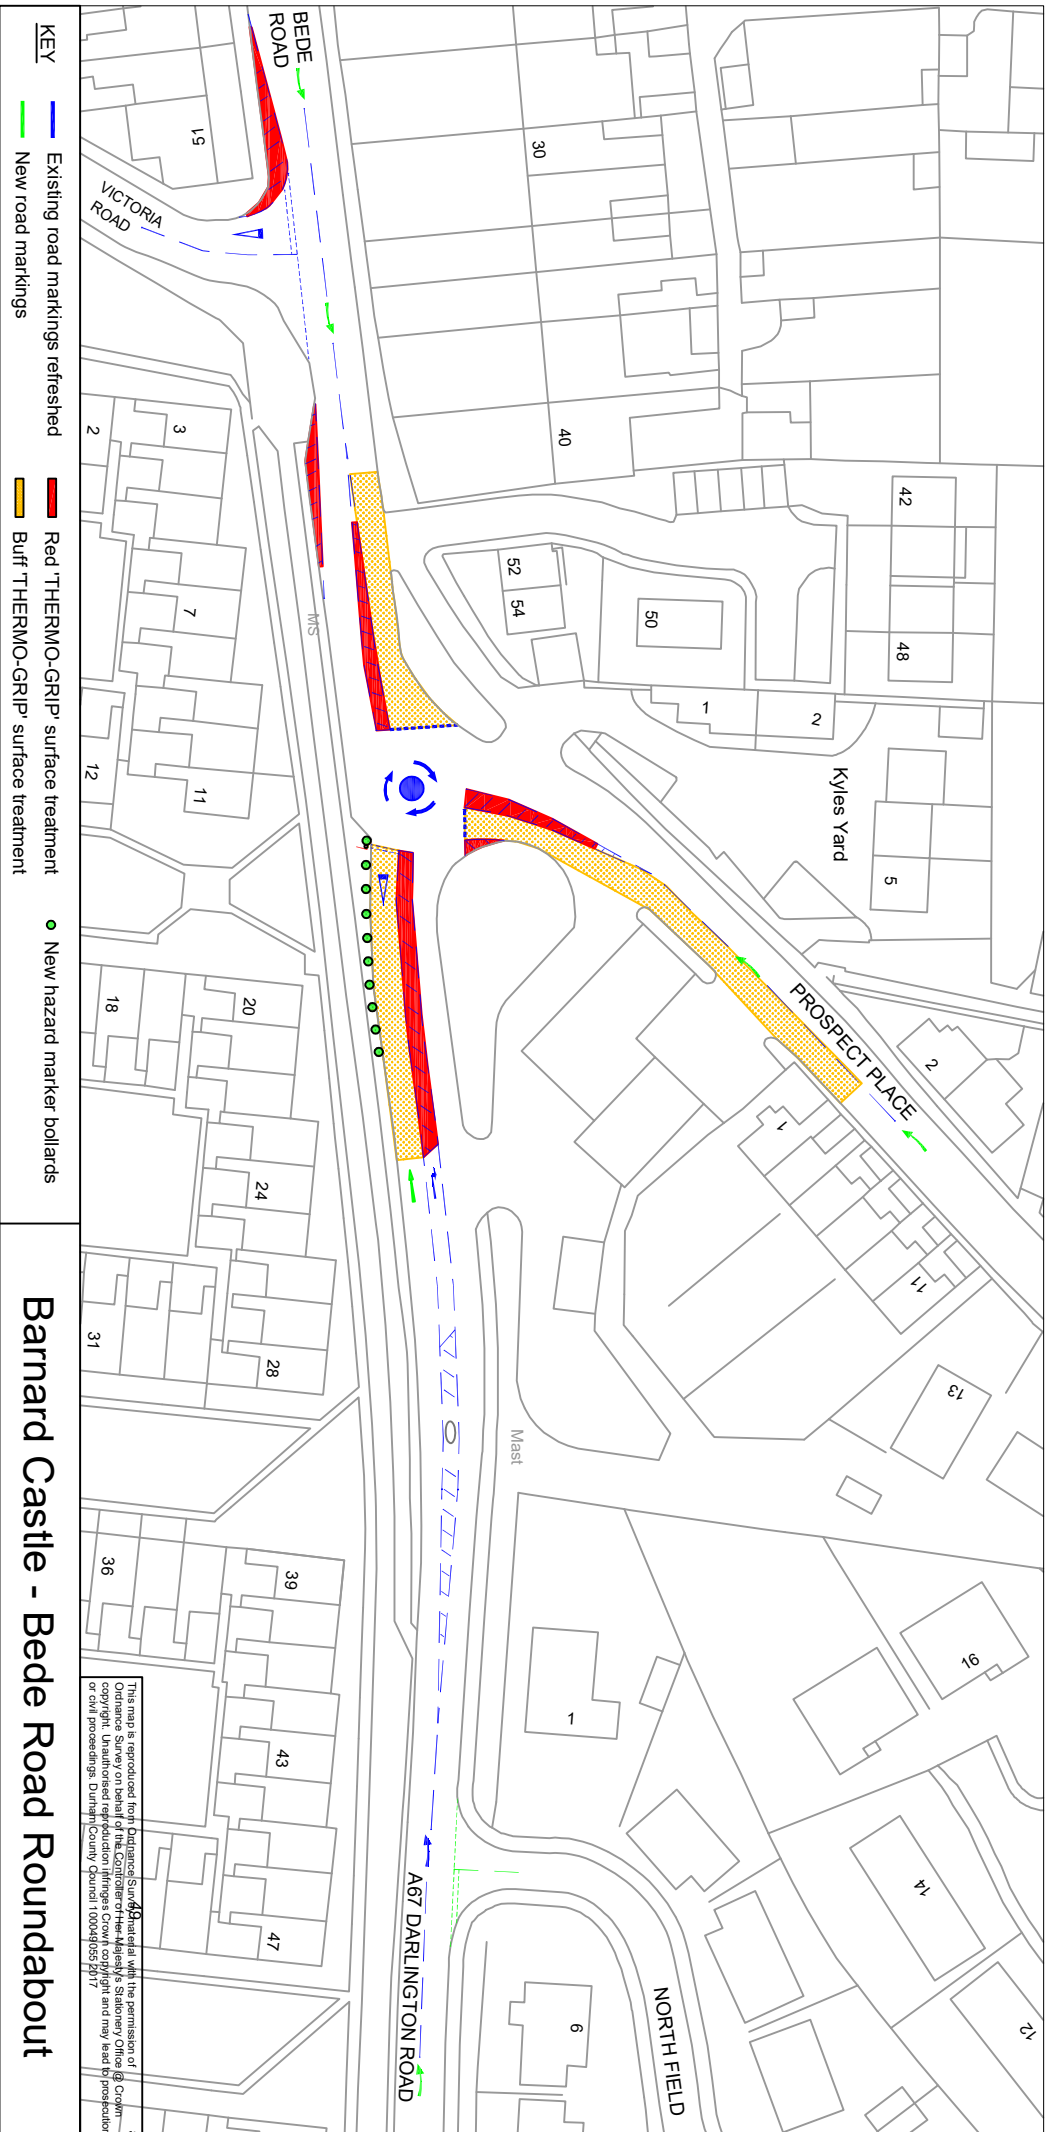 BEDE
ROAD
VICTORIA
ROAD
51
30
40
42
48
50
52
54
1
2
Kyles Yard
5
PROSPECT PLACE
2
1
11
13
MS
Mast
3
2
7
12
11
18
20
24
28
31
36
39
43
47
49
1
16
14
12
6
A67 DARLINGTON ROAD
NORTH FIELD
KEY
Existing road markings refreshed
New road markings
Red 'THERMO-GRIP' surface treatment
Buff 'THERMO-GRIP' surface treatment
New hazard marker bollards
Barnard Castle - Bede Road Roundabout
This map is reproduced from Ordnance Survey material with the permission of
Ordnance Survey on behalf of the Controller of Her Majesty's Stationery Office @ Crown
copyright. Unauthorised reproduction infringes Crown copyright and may lead to prosecution
or civil proceedings. Durham County Council 100049055 2017